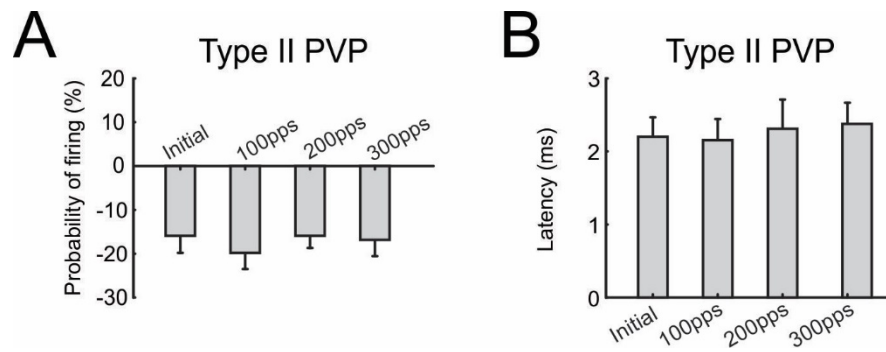 A
Type II PVP
Probability of firing (%)
20
10
0
-10
-20
-30
Initial
100pps
200pps
300pps
B
Type II PVP
Latency (ms)
3
2
1
0
Initial
100pps
200pps
300pps